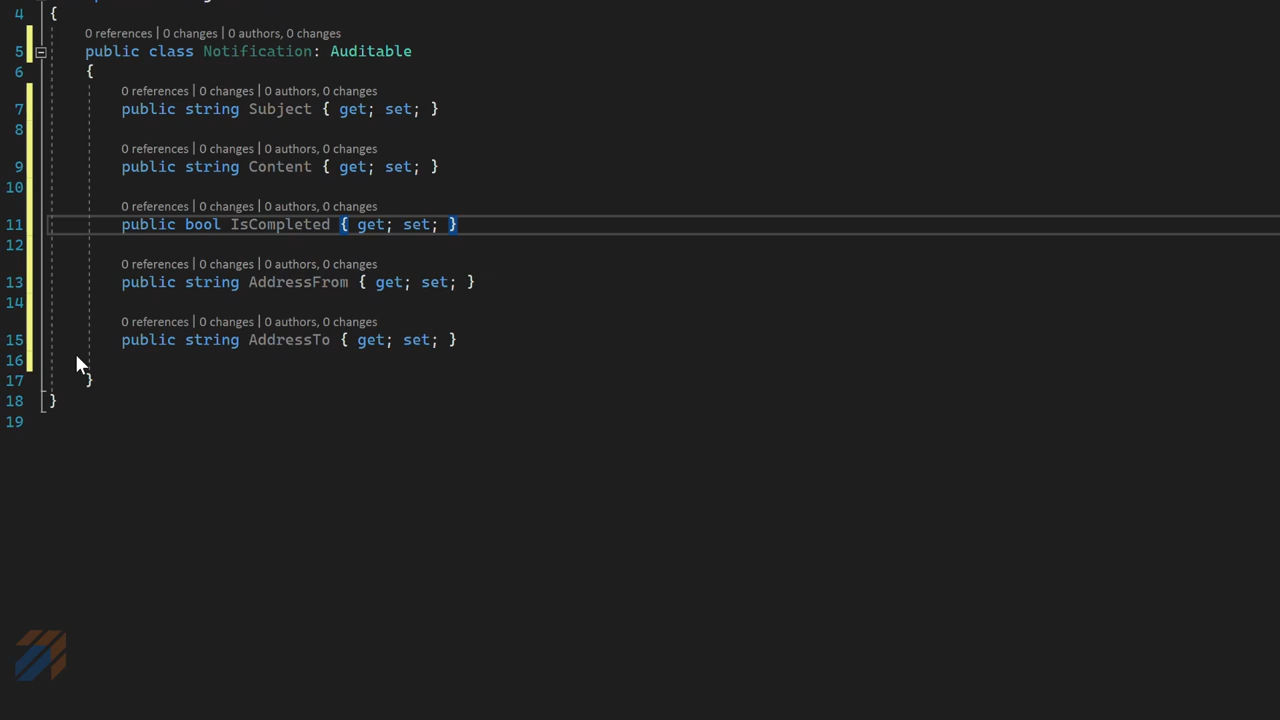 4 {
0 references | 0 changes | 0 authors, 0 changes
5 public class Notification: Auditable
6 {
0 references | 0 changes | 0 authors, 0 changes
7 public string Subject { get; set; }
8
0 references | 0 changes | 0 authors, 0 changes
9 public string Content { get; set; }
10
0 references | 0 changes | 0 authors, 0 changes
11 public bool IsCompleted { get; set; }
12
0 references | 0 changes | 0 authors, 0 changes
13 public string AddressFrom { get; set; }
14
0 references | 0 changes | 0 authors, 0 changes
15 public string AddressTo { get; set; }
16
17 }
18 }
19